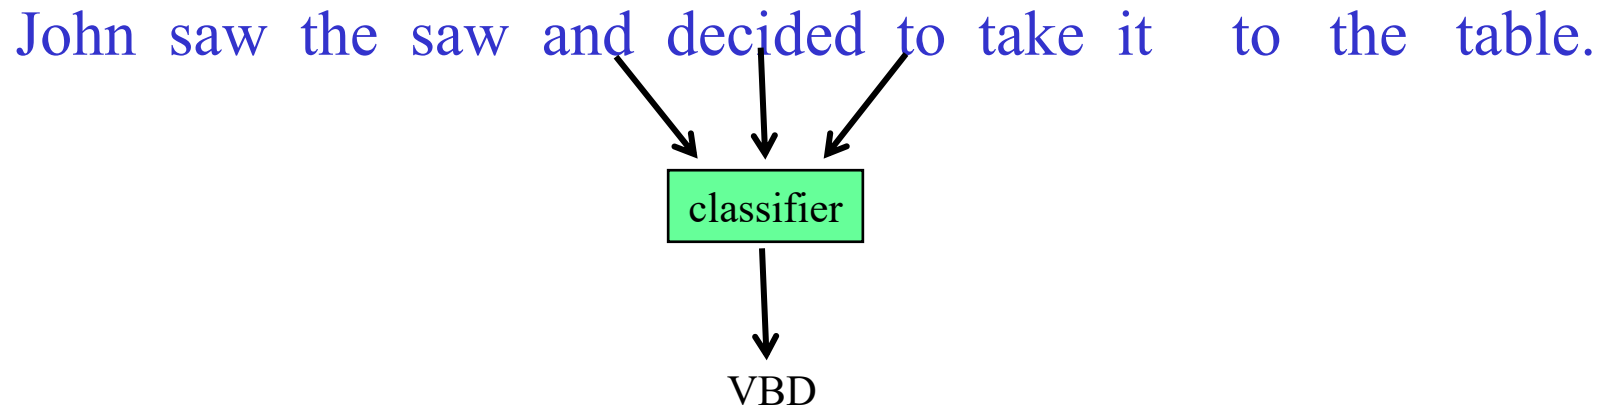 John saw the saw and decided to take it to the table.
classifier
VBD